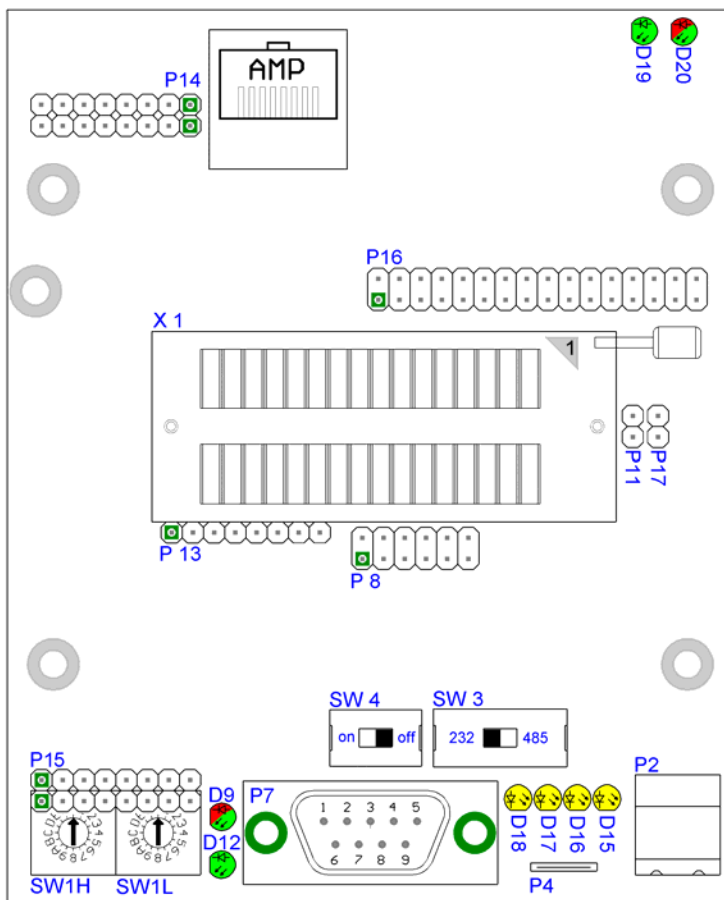 P14
AMP
D19
D20
P16
X 1
1
P11
P17
P 13
P 8
SW 4
SW 3
on
off
232
485
P15
D9
P7
P2
1 2 3 4 5
6 7 8 9
D12
D18
D17
D16
D15
P4
SW1H
SW1L